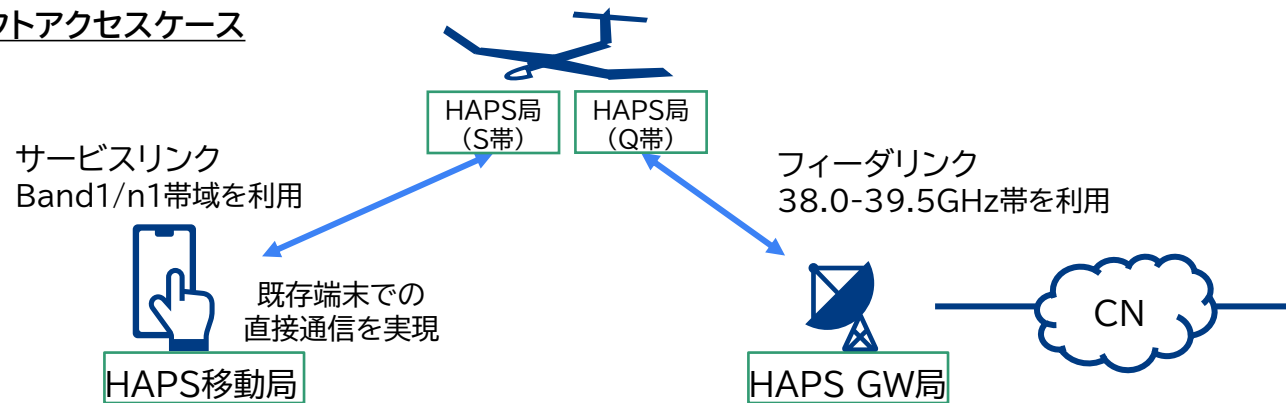 クトアクセスケース
HAPS局
(S帯)
HAPS局
(Q帯)
サービスリンク
Band1/n1帯域を利用
フィーダリンク
38.0-39.5GHz帯を利用
既存端末での
直接通信を実現
CN
HAPS移動局
HAPS GW局